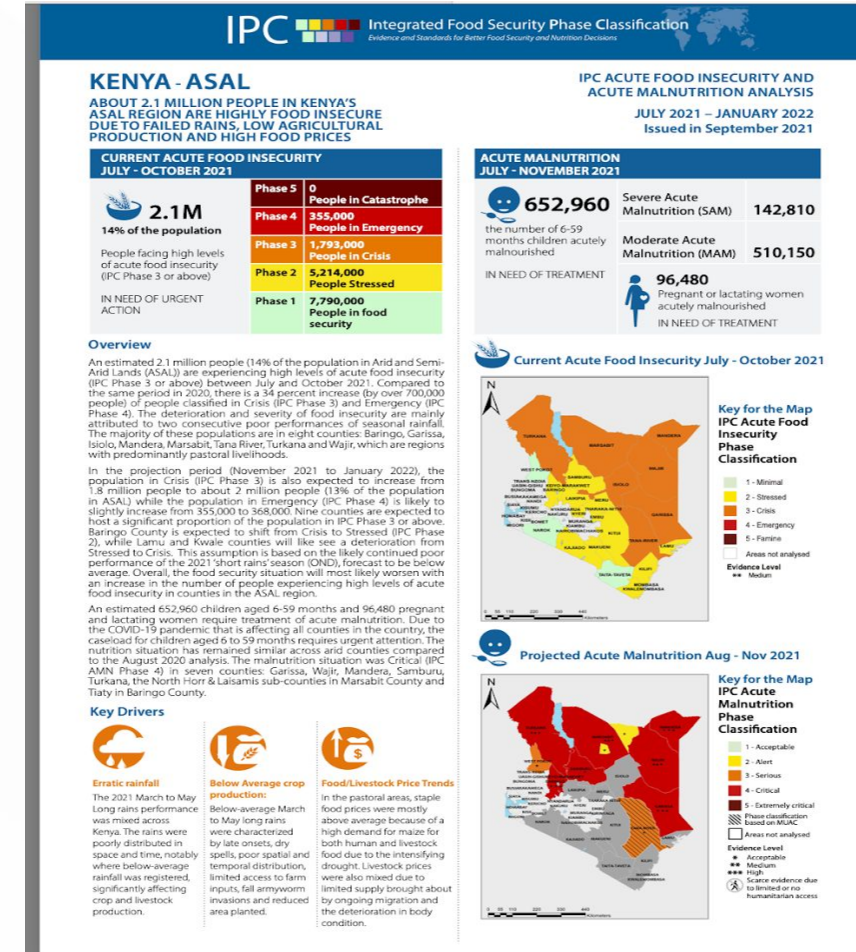 IPC
Integrated Food Security Phase Classification
Evidence and Standards for Better Food Security and Nutrition Decisions
KENYA - ASAL
ABOUT 2.1 MILLION PEOPLE IN KENYA'S
ASAL REGION ARE HIGHLY FOOD INSECURE
DUE TO FAILED RAINS, LOW AGRICULTURAL
PRODUCTION AND HIGH FOOD PRICES
IPC ACUTE FOOD INSECURITY AND
ACUTE MALNUTRITION ANALYSIS
JULY 2021 – JANUARY 2022
Issued in September 2021
CURRENT ACUTE FOOD INSECURITY
JULY - OCTOBER 2021
2.1M
14% of the population
People facing high levels
of acute food insecurity
(IPC Phase 3 or above)
IN NEED OF URGENT
ACTION
Phase 5 0
People in Catastrophe
Phase 4 355,000
People in Emergency
Phase 3 1,793,000
People in Crisis
Phase 2 5,214,000
People Stressed
Phase 1 7,790,000
People in food
security
ACUTE MALNUTRITION
JULY - NOVEMBER 2021
652,960
the number of 6-59
months children acutely
malnourished
IN NEED OF TREATMENT
Severe Acute
Malnutrition (SAM) 142,810
Moderate Acute
Malnutrition (MAM) 510,150
96,480
Pregnant or lactating women
acutely malnourished
IN NEED OF TREATMENT
Overview
An estimated 2.1 million people (14% of the population in Arid and Semi-
Arid Lands (ASAL)) are experiencing high levels of acute food insecurity
(IPC Phase 3 or above) between July and October 2021. Compared to
the same period in 2020, there is a 34 percent increase (by over 700,000
people) of people classified in Crisis (IPC Phase 3) and Emergency (IPC
Phase 4). The deterioration and severity of food insecurity are mainly
attributed to two consecutive poor performances of seasonal rainfall.
The majority of these populations are in eight counties: Baringo, Garissa,
Isiolo, Mandera, Marsabit, Tana River, Turkana and Wajir, which are regions
with predominantly pastoral livelihoods.
In the projection period (November 2021 to January 2022), the
population in Crisis (IPC Phase 3) is also expected to increase from
1.8 million people to about 2 million people (13% of the population
in ASAL) while the population in Emergency (IPC Phase 4) is likely to
slightly increase from 355,000 to 368,000. Nine counties are expected to
host a significant proportion of the population in IPC Phase 3 or above.
Baringo County is expected to shift from Crisis to Stressed (IPC Phase
2), while Lamu and Kwale counties will like see a deterioration from
Stressed to Crisis. This assumption is based on the likely continued poor
performance of the 2021 'short rains' season (OND), forecast to be below
average. Overall, the food security situation will most likely worsen with
an increase in the number of people experiencing high levels of acute
food insecurity in counties in the ASAL region.
An estimated 652,960 children aged 6-59 months and 96,480 pregnant
and lactating women require treatment of acute malnutrition. Due to
the COVID-19 pandemic that is affecting all counties in the country, the
caseload for children aged 6 to 59 months requires urgent attention. The
nutrition situation has remained similar across arid counties compared
to the August 2020 analysis. The malnutrition situation was Critical (IPC
AMN Phase 4) in seven counties: Garissa, Wajir, Mandera, Samburu,
Turkana, the North Horr & Laisamis sub-counties in Marsabit County and
Tiaty in Baringo County.
Key Drivers
Erratic rainfall
The 2021 March to May
Long rains performance
was mixed across
Kenya. The rains were
poorly distributed in
space and time, notably
where below-average
rainfall was registered,
significantly affecting
crop and livestock
production.
Below Average crop
production:
Below-average March
to May long rains
were characterized
by late onsets, dry
spells, poor spatial and
temporal distribution,
limited access to farm
inputs, fall armyworm
invasions and reduced
area planted.
Food/Livestock Price Trends
In the pastoral areas, staple
food prices were mostly
above average because of a
high demand for maize for
both human and livestock
food due to the intensifying
drought. Livestock prices
were also mixed due to
limited supply brought about
by ongoing migration and
the deterioration in body
condition.
Current Acute Food Insecurity July - October 2021
N
TURKANA
MARSABIT
MANDERA
WAJIR
WEST POKOT
SAMBURU
ISIOLO
LAIKIPIA
MERU
GARISSA
KITUI
KAJIADO
MAKUENI
TANA RIVER
LAMU
KILIFI
TAITA-TAVETA
Kilometers
Key for the Map
IPC Acute Food
Insecurity
Phase
Classification
1 - Minimal
2 - Stressed
3 - Crisis
4 - Emergency
5 - Famine
Areas not analysed
Evidence Level
** Medium
Projected Acute Malnutrition Aug - Nov 2021
N
Kilometers
Key for the Map
IPC Acute
Malnutrition
Phase
Classification
1 - Acceptable
2 - Alert
3 - Serious
4 - Critical
5 - Extremely critical
Phase classification
based on MUAC
Areas not analysed
Evidence Level
* Acceptable
** Medium
*** High
Scarce evidence due
to limited or no
humanitarian access